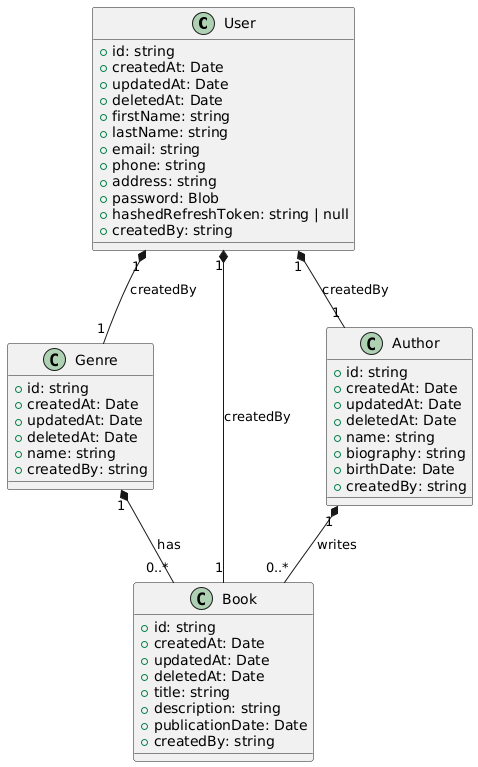 C User
id: string
createdAt: Date
updatedAt: Date
deletedAt: Date
firstName: string
lastName: string
email: string
phone: string
address: string
password: Blob
hashedRefreshToken: string | null
createdBy: string
1 1 1
createdBy createdBy
1 1
C Genre
id: string
createdAt: Date
updatedAt: Date
deletedAt: Date
name: string
createdBy: string
createdBy
C Author
id: string
createdAt: Date
updatedAt: Date
deletedAt: Date
name: string
biography: string
birthDate: Date
createdBy: string
1 1
has writes
0..* 1 0..*
C Book
id: string
createdAt: Date
updatedAt: Date
deletedAt: Date
title: string
description: string
publicationDate: Date
createdBy: string